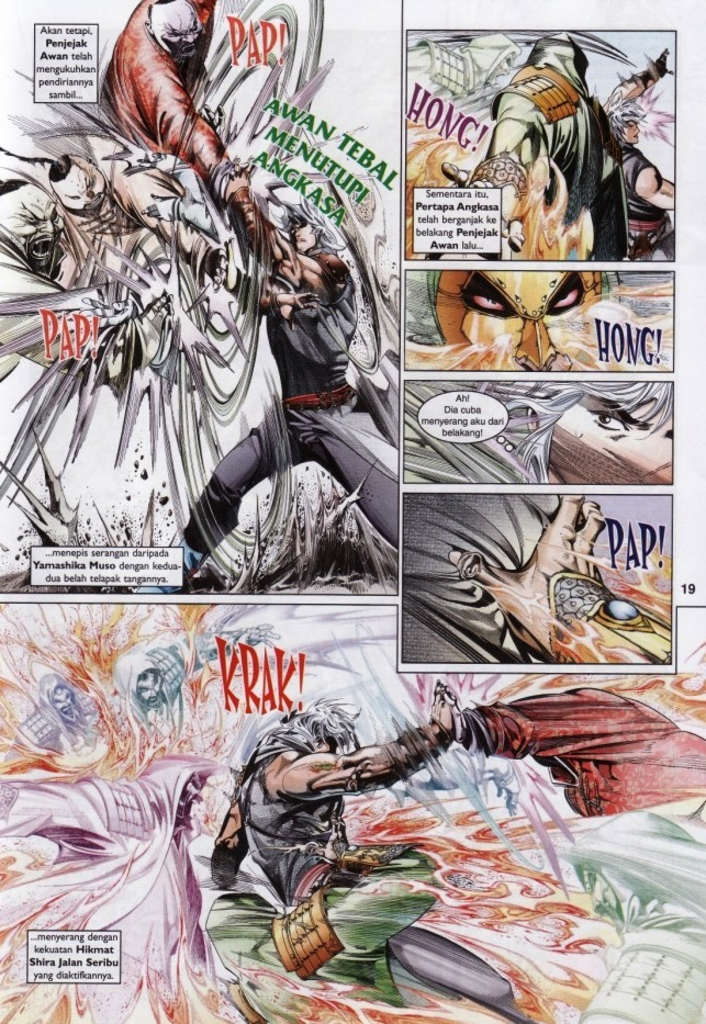 Akan tetapi,
Penjejak
Awan telah
mengukuhkan
pendiriannya
sambil...
PAP!
AWAN TEBAL
MENUTUPI
ANGKASA
PAP!
...menepis serangan daripada
Yamashika Muso dengan kedua-
dua belah telapak tangannya.
HONG!
Sementara itu,
Pertapa Angkasa
telah berganjak ke
belakang Penjejak
Awan lalu...
HONG!
Ah!
Dia cuba
menyerang aku dari
belakang!
PAP!
19
KRAK!
...menyerang dengan
kekuatan Hikmat
Shira Jalan Seribu
yang diaktifkannya.